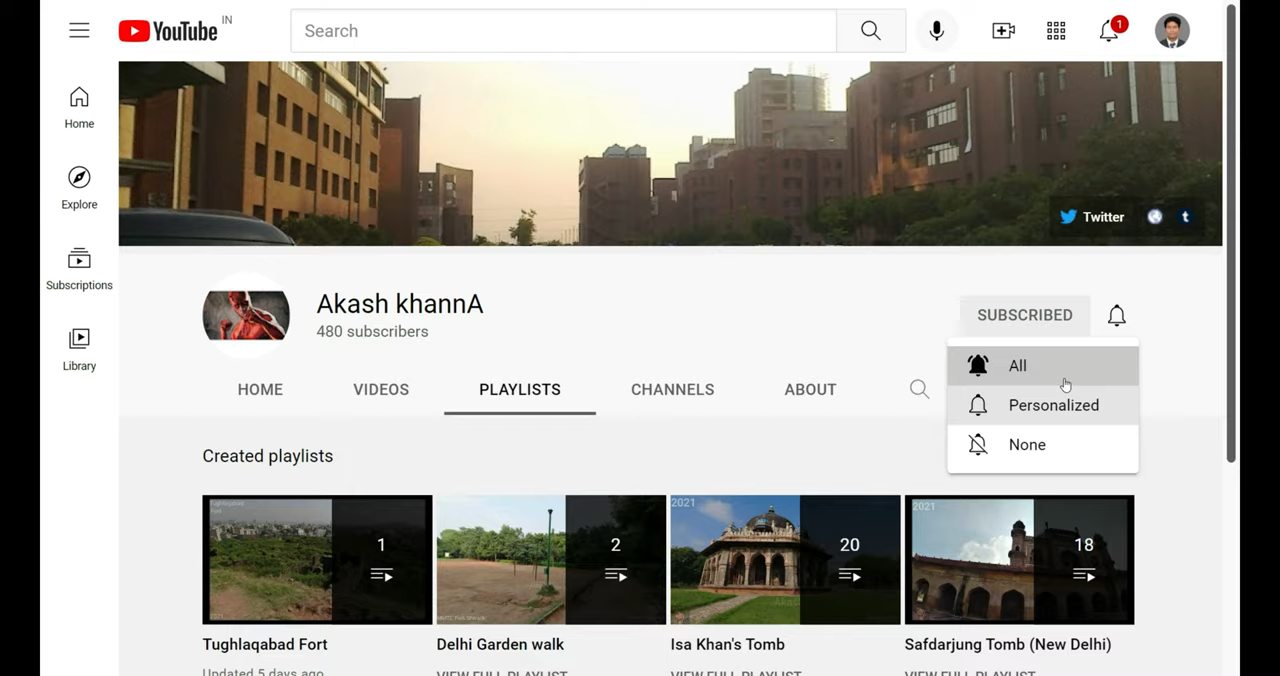 YouTube IN
Search
1
Home
Explore
Subscriptions
Library
Twitter
t
Akash khannA
480 subscribers
SUBSCRIBED
All
Personalized
None
HOME VIDEOS PLAYLISTS CHANNELS ABOUT
Created playlists
2021 2021
1 2 20 18
Tughlaqabad Fort Delhi Garden walk Isa Khan's Tomb Safdarjung Tomb (New Delhi)
Updated 5 days ago VIEW FULL PLAYLIST VIEW FULL PLAYLIST VIEW FULL PLAYLIST